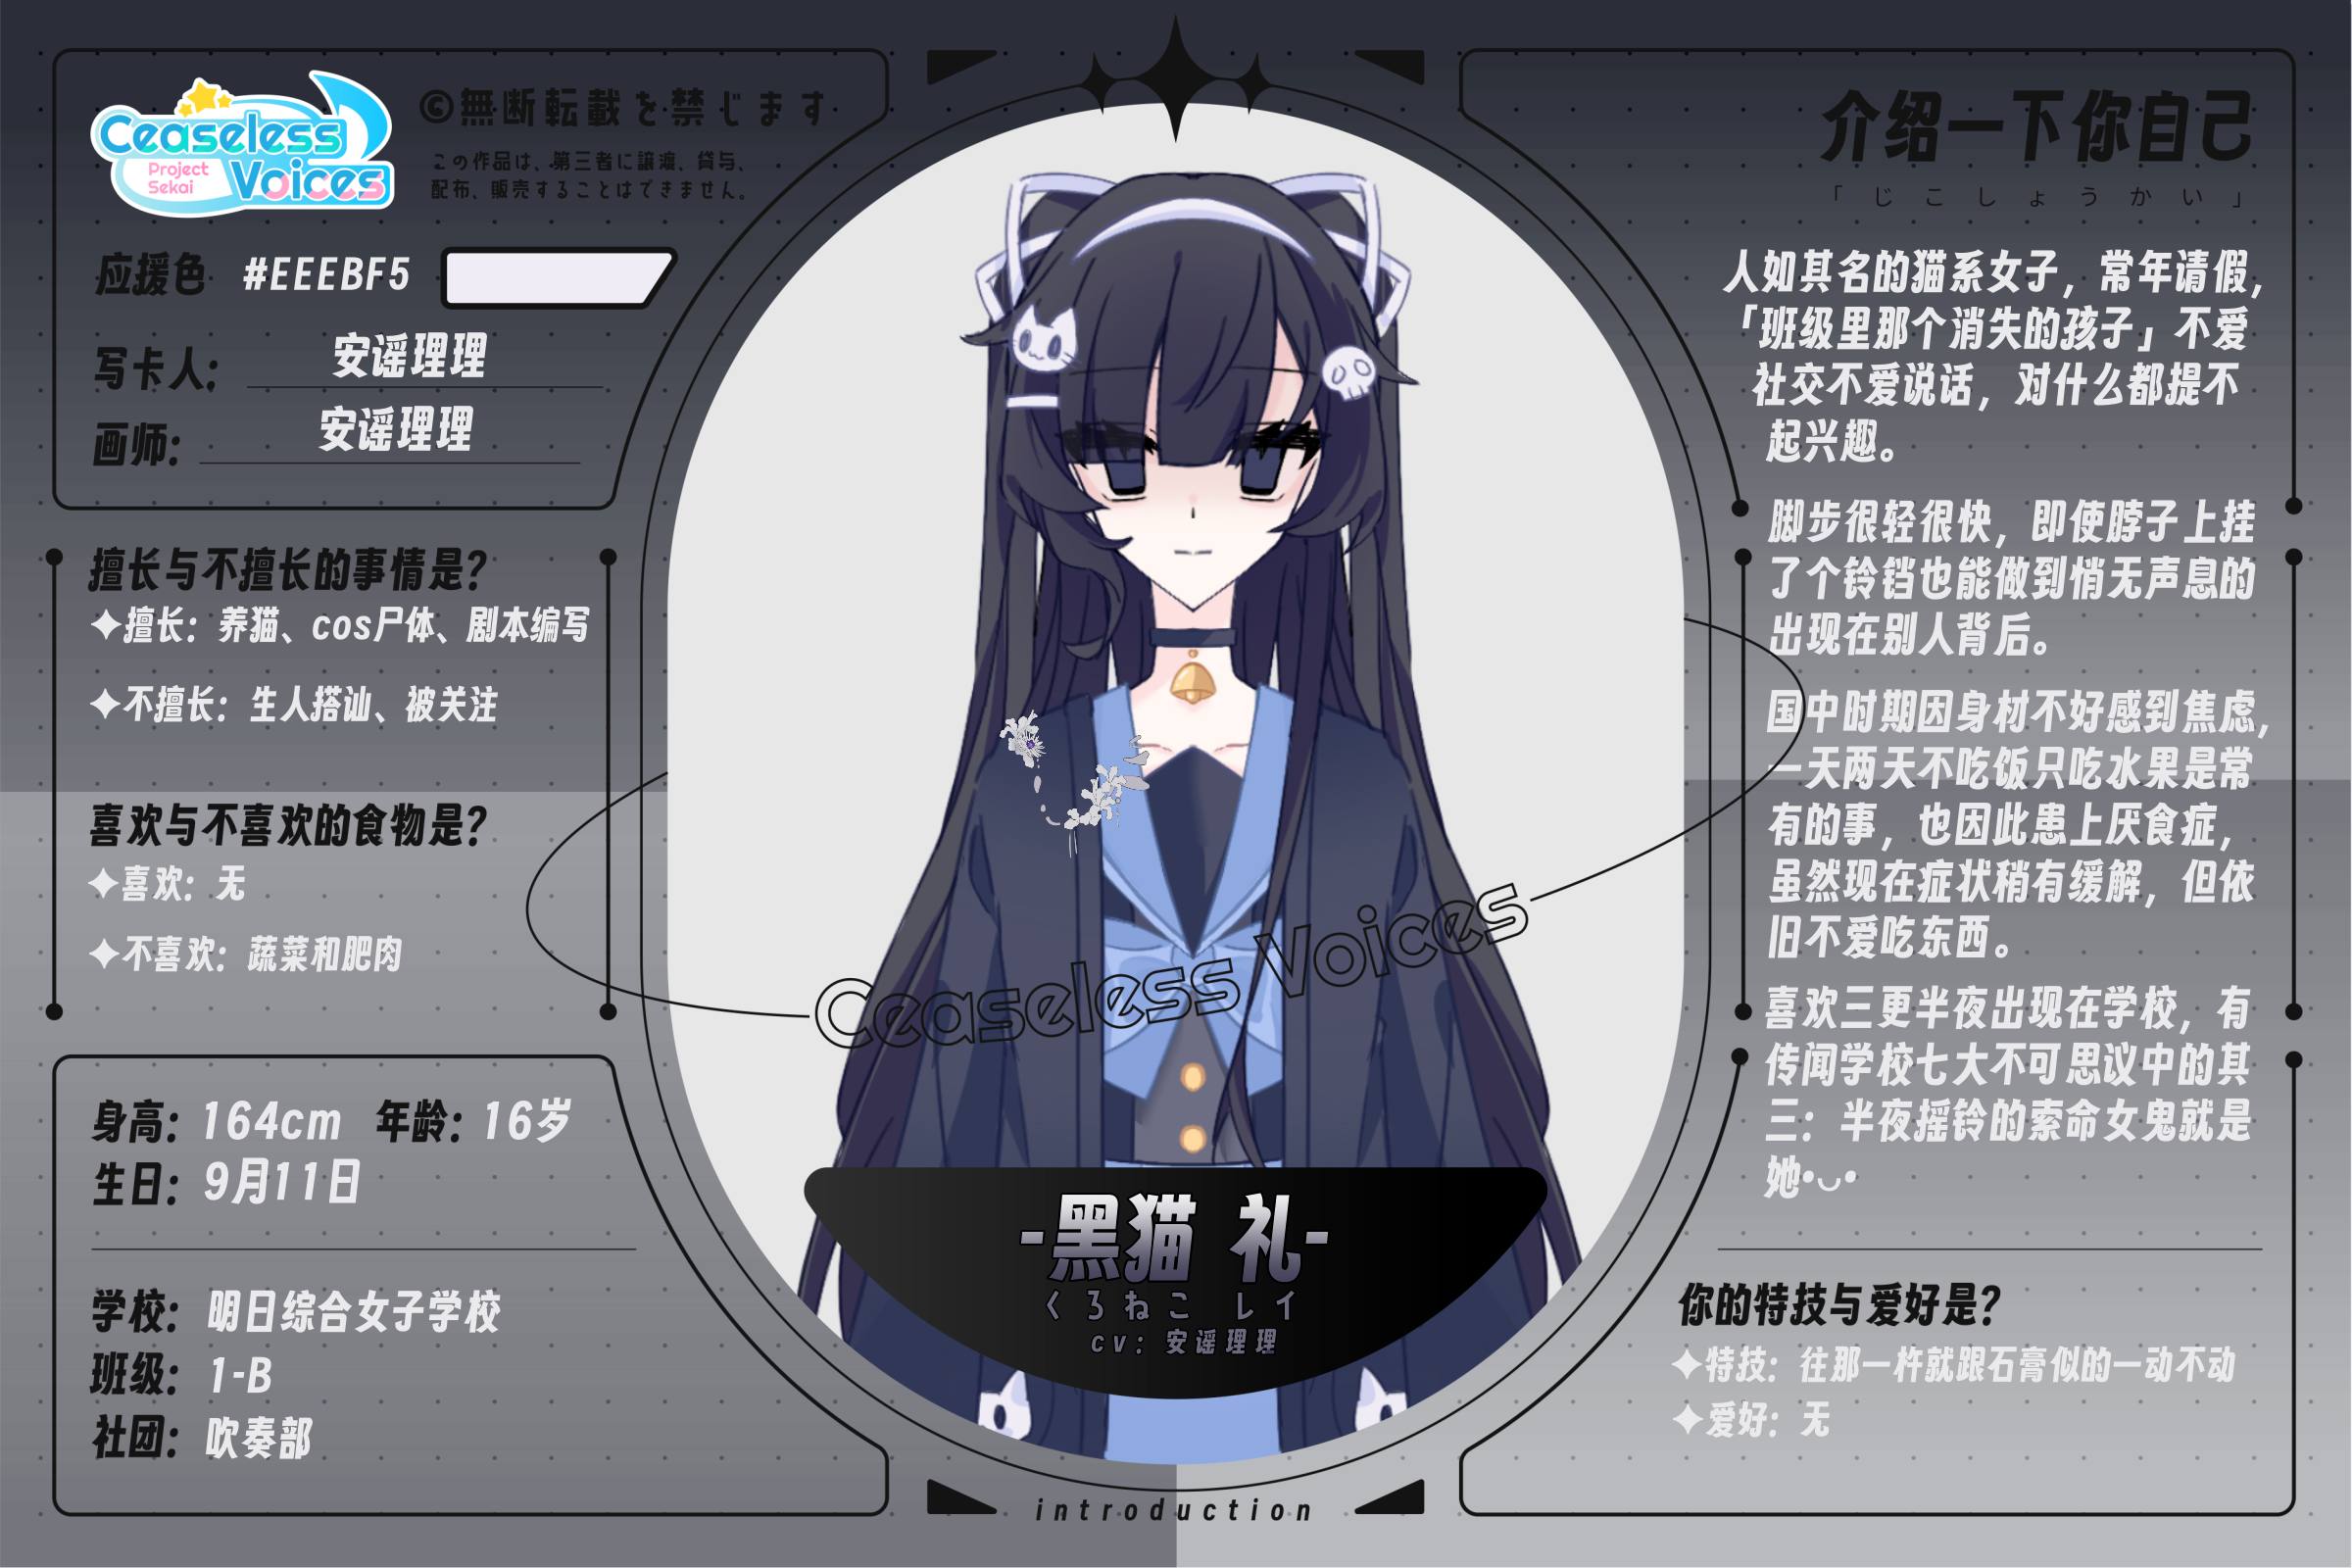 Ceaseless
Voices
Project
Sekai
©無断転載を禁じます
この作品は、第三者に譲渡、貸与、
配布、販売することはできません。
应援色 #EEEBF5
写卡人: 安谣理理
画师: 安谣理理
擅长与不擅长的事情是?
擅长: 养猫、cos尸体、剧本编写
不擅长: 生人搭讪、被关注
喜欢与不喜欢的食物是?
喜欢: 无
不喜欢: 蔬菜和肥肉
身高: 164cm 年龄: 16岁
生日: 9月11日
学校: 明日综合女子学校
班级: 1-B
社团: 吹奏部
Ceaseless Voices
-黑猫 礼-
くろねこ レイ
cv: 安谣理理
introduction
介绍一下你自己
「じこしょうかい」
人如其名的猫系女子，常年请假，
「班级里那个消失的孩子」不爱
社交不爱说话，对什么都提不
起兴趣。
脚步很轻很快，即使脖子上挂
了个铃铛也能做到悄无声息的
出现在别人背后。
国中时期因身材不好感到焦虑，
一天两天不吃饭只吃水果是常
有的事，也因此患上厌食症，
虽然现在症状稍有缓解，但依
旧不爱吃东西。
喜欢三更半夜出现在学校，有
传闻学校七大不可思议中的其
三：半夜摇铃的索命女鬼就是
她•◡•
你的特技与爱好是?
特技: 往那一杵就跟石膏似的一动不动
爱好: 无